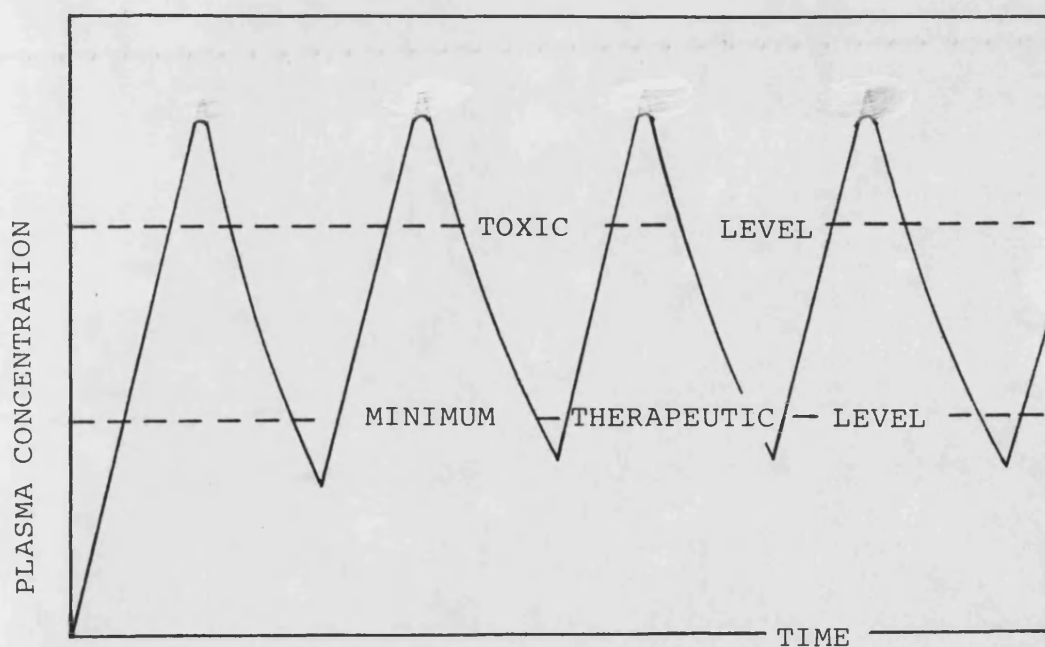 PLASMA CONCENTRATION
TOXIC LEVEL
MINIMUM THERAPEUTIC LEVEL
TIME